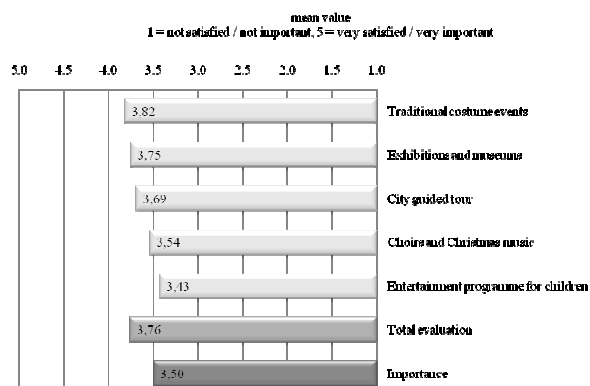 mean value
1 = not satisfied / not important, 5 = very satisfied / very important
5.0 4.5 4.0 3.5 3.0 2.5 2.0 1.5 1.0
3,82 Traditional costume events
3,75 Exhibitions and museums
3,69 City guided tour
3,54 Choirs and Christmas music
3,43 Entertainment programme for children
3,76 Total evaluation
3,50 Importance